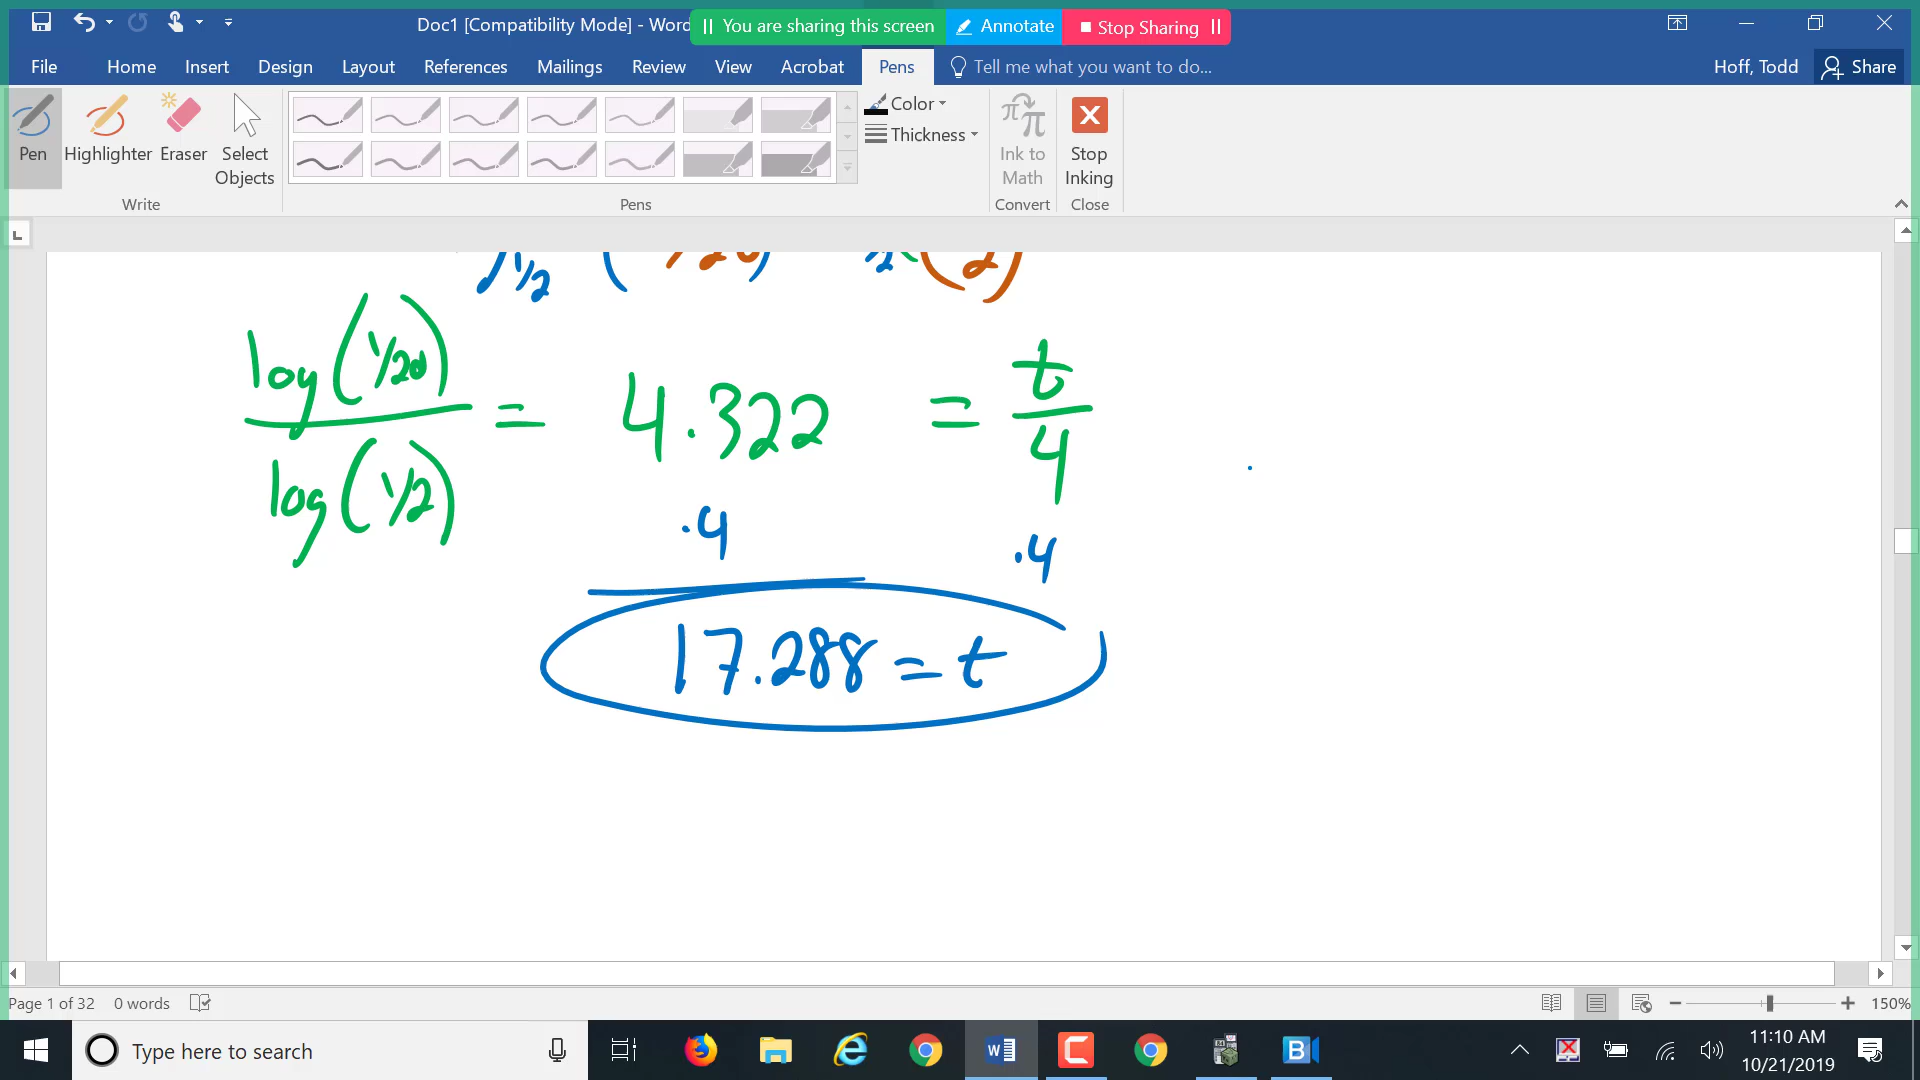 Doc1 [Compatibility Mode] - Word
You are sharing this screen
Annotate
Stop Sharing
File Home Insert Design Layout References Mailings Review View Acrobat Pens Tell me what you want to do... Hoff, Todd Share
Pen Highlighter Eraser Select Objects
Color
Thickness
Ink to Math
Stop Inking
Write Pens Convert Close
log(1/20) / log(1/2) = 4.322 = t/4
·4 ·4
17.288 = t
Page 1 of 32 0 words 150%
Type here to search
11:10 AM
10/21/2019